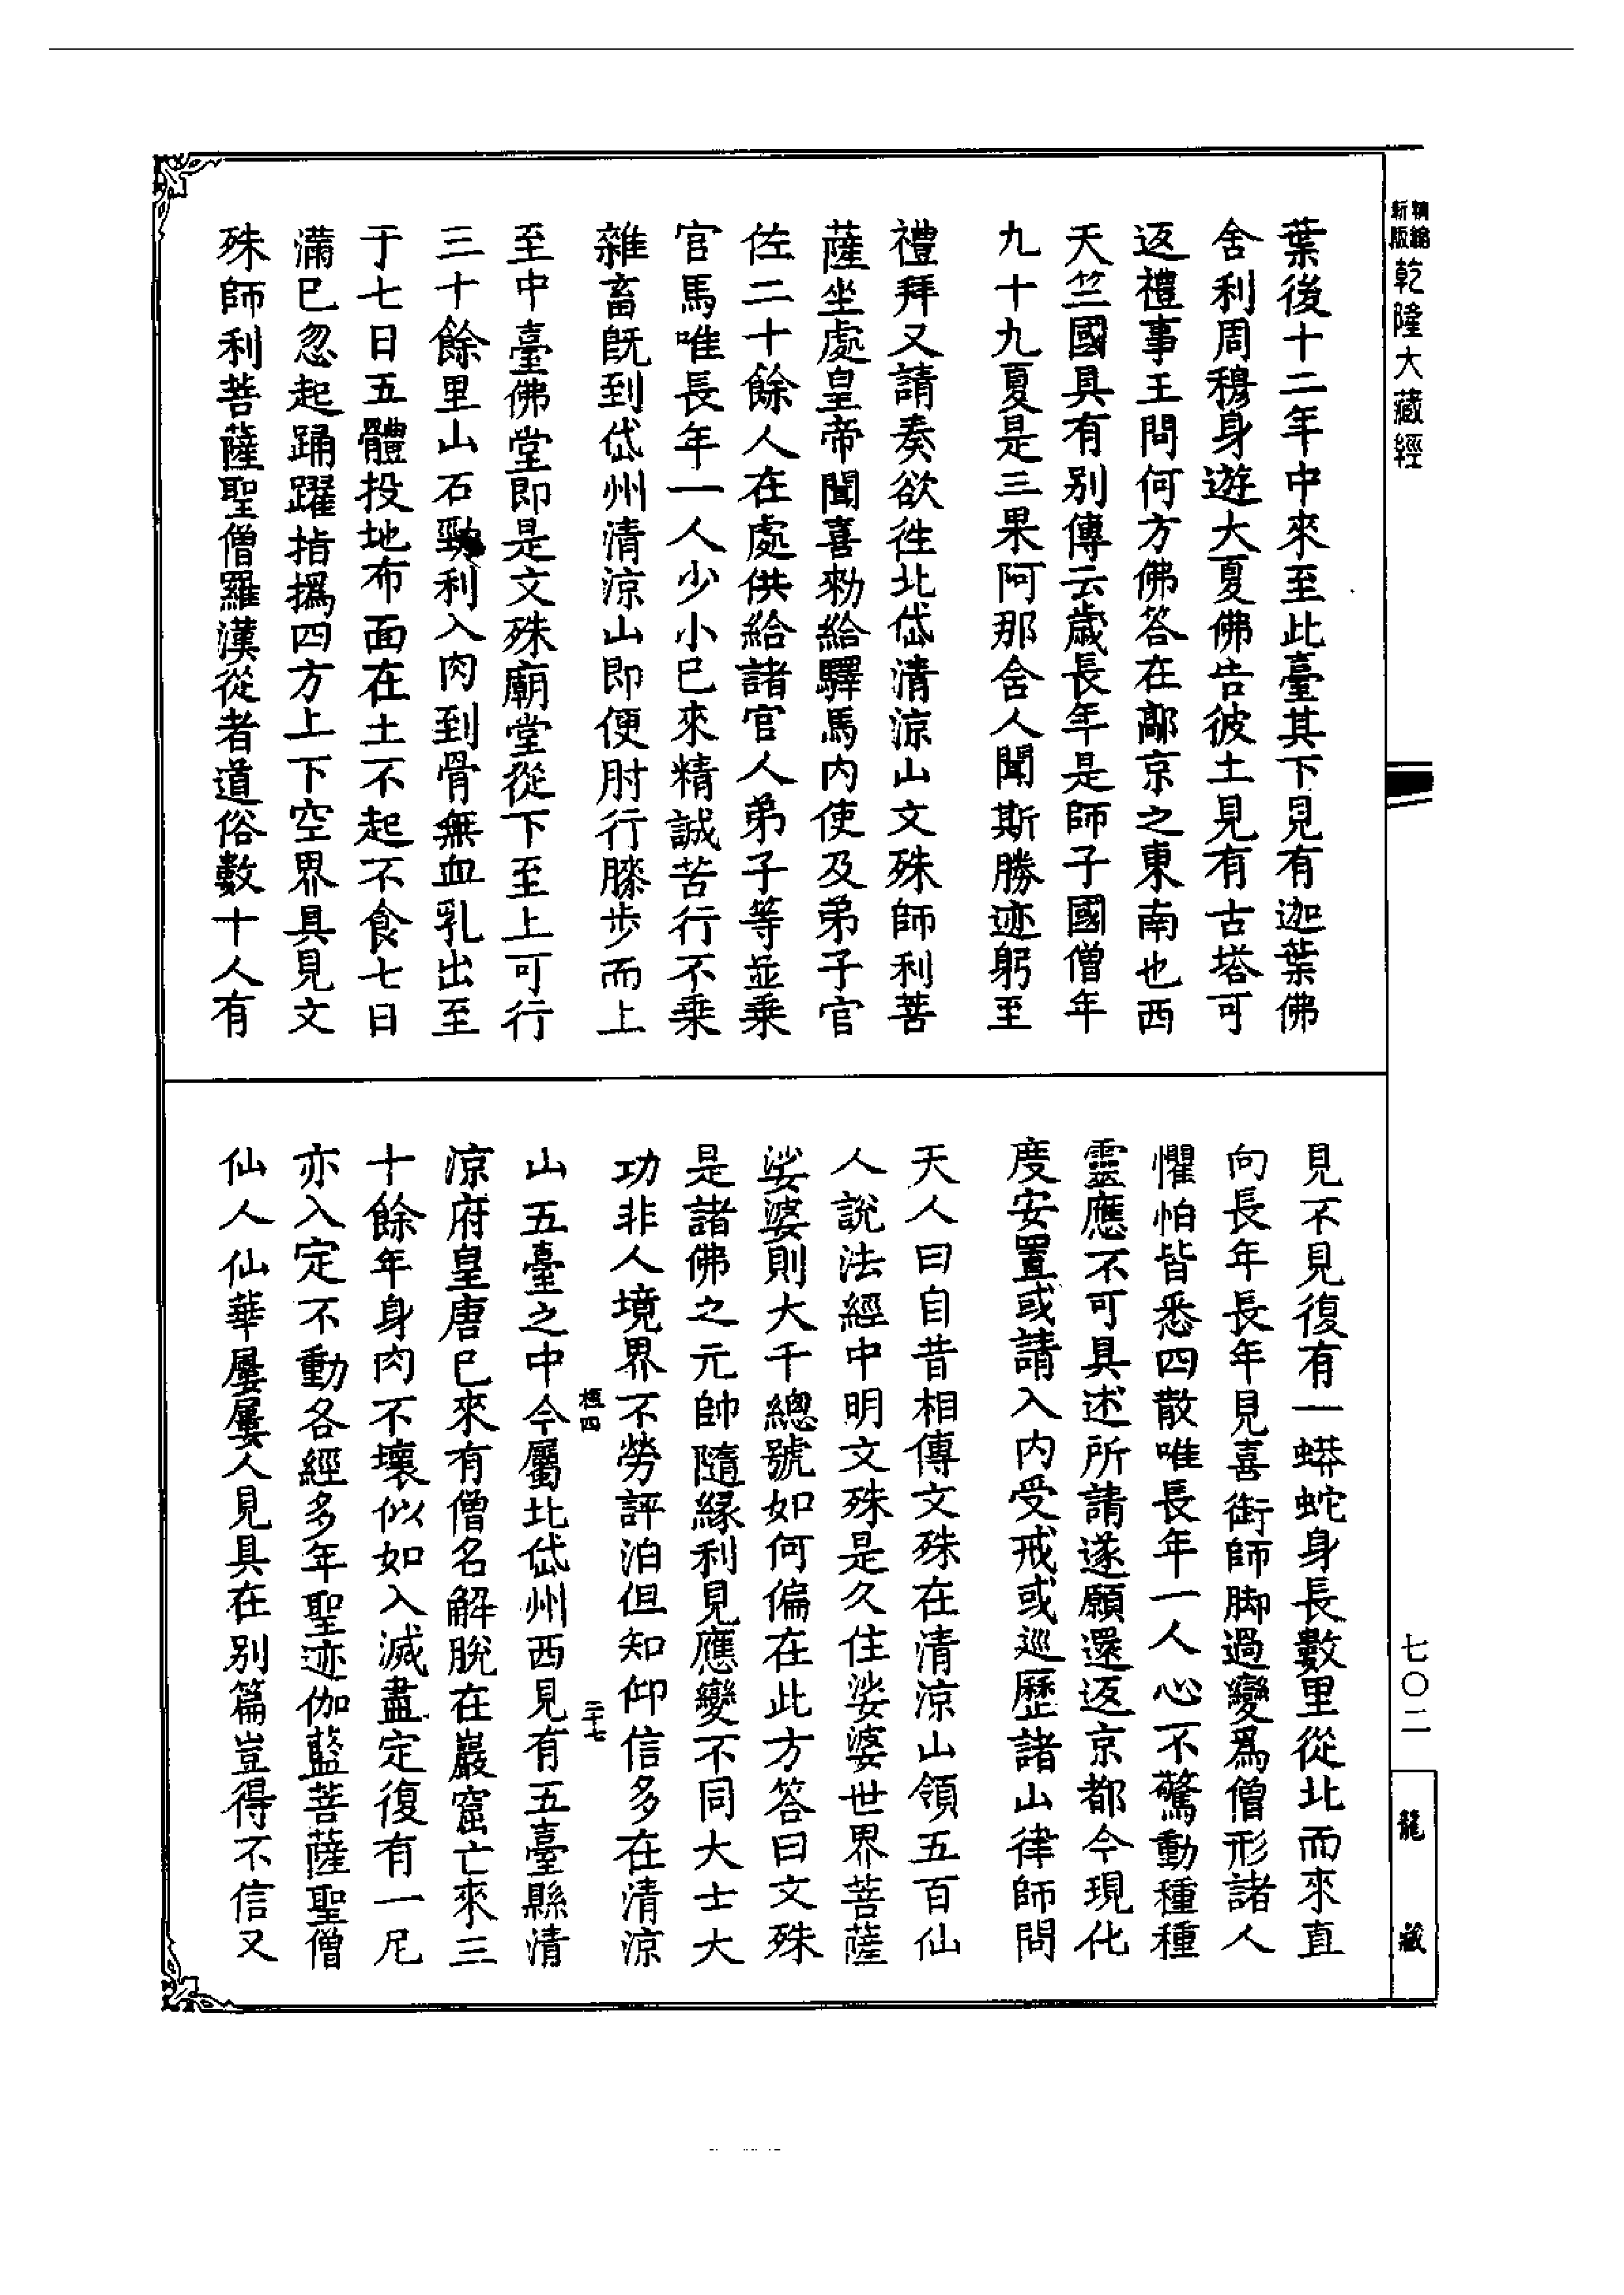 精縮
新版
乾隆大藏經
葉後十二年中來至此臺其下見有迦葉佛
舍利周穆身遊大夏佛告彼土見有古塔可
返禮事王問何方佛答在鄗京之東南也西
天竺國具有別傳云歲長年是師子國僧年
九十九夏是三果阿那舍人聞斯勝迹躬至
禮拜又請奏欲徃北岱清涼山文殊師利菩
薩坐處皇帝聞喜勑給驛馬内使及弟子官
佐二十餘人在處供給諸官人弟子等並乘
官馬唯長年一人少小已來精誠苦行不乗
雜畜既到岱州清涼山即便肘行膝步而上
至中臺佛堂即是文殊廟堂從下至上可行
三十餘里山石勁利入肉到骨無血乳出至
于七日五體投地布面在土不起不食七日
滿已忽起踊躍指撝四方上下空界具見文
殊師利菩薩聖僧羅漢從者道俗數十人有
見不見復有一蟒蛇身長數里從北而來直
向長年長年見喜銜師脚過變爲僧形諸人
懼怕皆悉四散唯長年一人心不驚動種種
靈應不可具述所請遂願還返京都今現化
度安置或請入内受戒或巡歷諸山律師問
天人曰自昔相傳文殊在清涼山領五百仙
人説法經中明文殊是久住娑婆世界菩薩
娑婆則大千總號如何偏在此方答曰文殊
是諸佛之元帥隨緣利見應變不同大士大
功非人境界不勞評泊但知仰信多在清涼
山五臺之中今屬北岱州西見有五臺縣清
涼府皇唐已來有僧名解脫在巖窟亡來三
十餘年身肉不壞似如入滅盡定復有一尼
亦入定不動各經多年聖迹伽藍菩薩聖僧
仙人仙華屢屢人見具在別篇豈得不信又
四
二十七
七〇二
龍藏